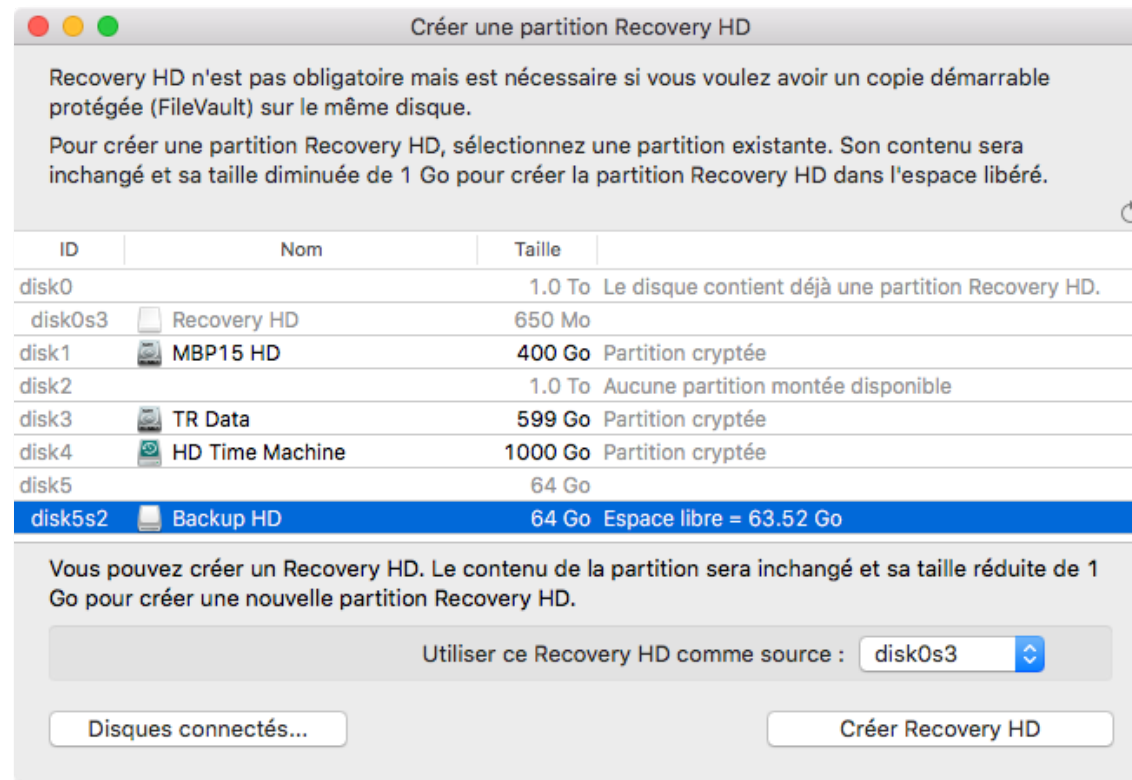 Créer une partition Recovery HD
Recovery HD n'est pas obligatoire mais est nécessaire si vous voulez avoir un copie démarrable
protégée (FileVault) sur le même disque.
Pour créer une partition Recovery HD, sélectionnez une partition existante. Son contenu sera
inchangé et sa taille diminuée de 1 Go pour créer la partition Recovery HD dans l'espace libéré.
ID Nom Taille
disk0 1.0 To Le disque contient déjà une partition Recovery HD.
disk0s3 Recovery HD 650 Mo
disk1 MBP15 HD 400 Go Partition cryptée
disk2 1.0 To Aucune partition montée disponible
disk3 TR Data 599 Go Partition cryptée
disk4 HD Time Machine 1000 Go Partition cryptée
disk5 64 Go
disk5s2 Backup HD 64 Go Espace libre = 63.52 Go
Vous pouvez créer un Recovery HD. Le contenu de la partition sera inchangé et sa taille réduite de 1
Go pour créer une nouvelle partition Recovery HD.
Utiliser ce Recovery HD comme source : disk0s3
Disques connectés... Créer Recovery HD